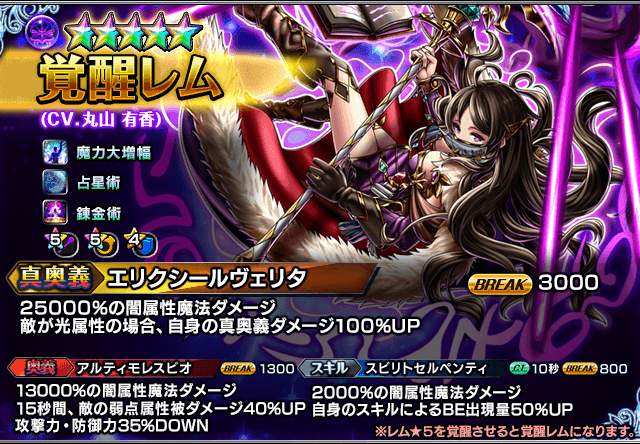 覚醒レム
(CV.丸山 有香)
魔力大増幅
占星術
錬金術
5 5 4
真奥義 エリクシールヴェリタ BREAK 3000
25000%の闇属性魔法ダメージ
敵が光属性の場合、自身の真奥義ダメージ100%UP
奥義 アルティモレスピオ BREAK 1300
13000%の闇属性魔法ダメージ
15秒間、敵の弱点属性被ダメージ40%UP
攻撃力・防御力35%DOWN
スキル スピリトセルペンティ C.T. 10秒 BREAK 800
2000%の闇属性魔法ダメージ
自身のスキルによるBE出現量50%UP
※レム★5を覚醒させると覚醒レムになります。